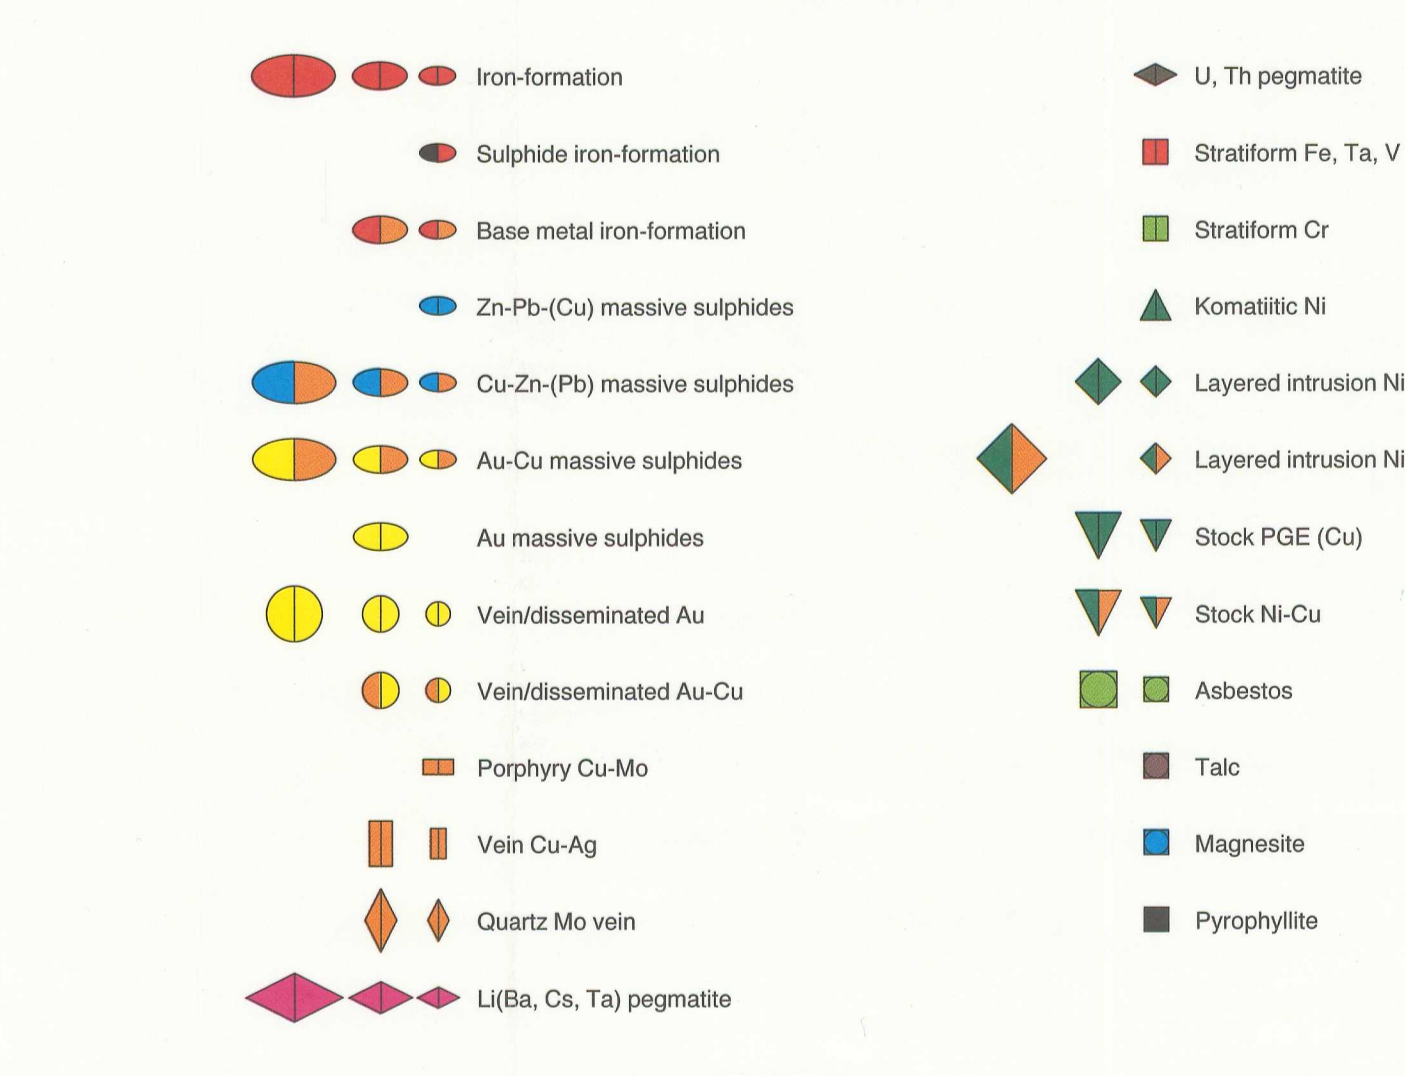 Iron-formation
Sulphide iron-formation
Base metal iron-formation
Zn-Pb-(Cu) massive sulphides
Cu-Zn-(Pb) massive sulphides
Au-Cu massive sulphides
Au massive sulphides
Vein/disseminated Au
Vein/disseminated Au-Cu
Porphyry Cu-Mo
Vein Cu-Ag
Quartz Mo vein
Li(Ba, Cs, Ta) pegmatite
U, Th pegmatite
Stratiform Fe, Ta, V
Stratiform Cr
Komatiitic Ni
Layered intrusion Ni
Layered intrusion Ni
Stock PGE (Cu)
Stock Ni-Cu
Asbestos
Talc
Magnesite
Pyrophyllite